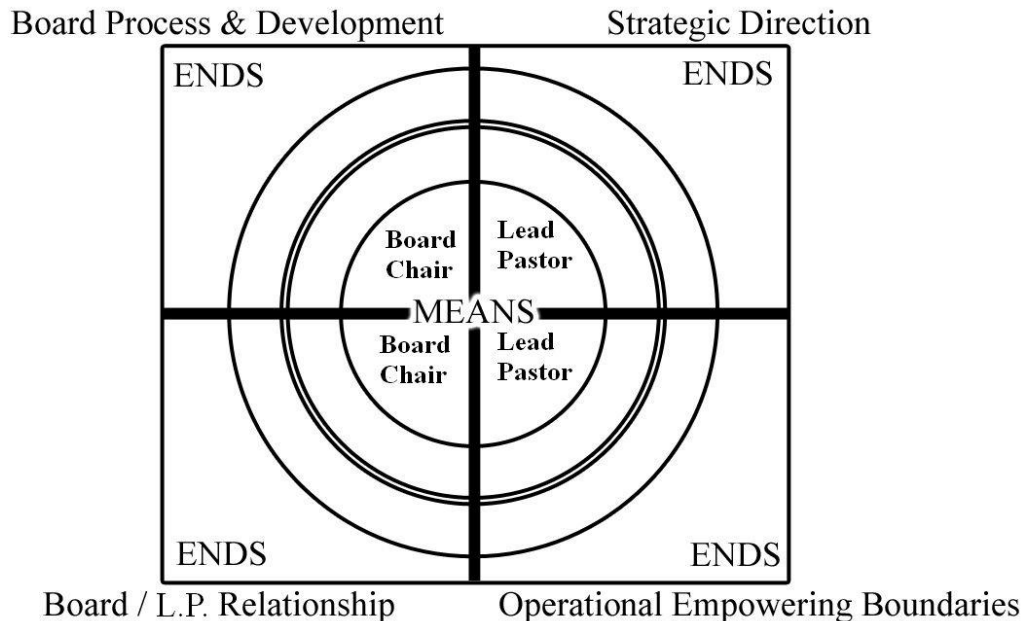 Board Process & Development
Strategic Direction
ENDS
ENDS
Board
Chair
Lead
Pastor
MEANS
Board
Chair
Lead
Pastor
ENDS
ENDS
Board / L.P. Relationship
Operational Empowering Boundaries